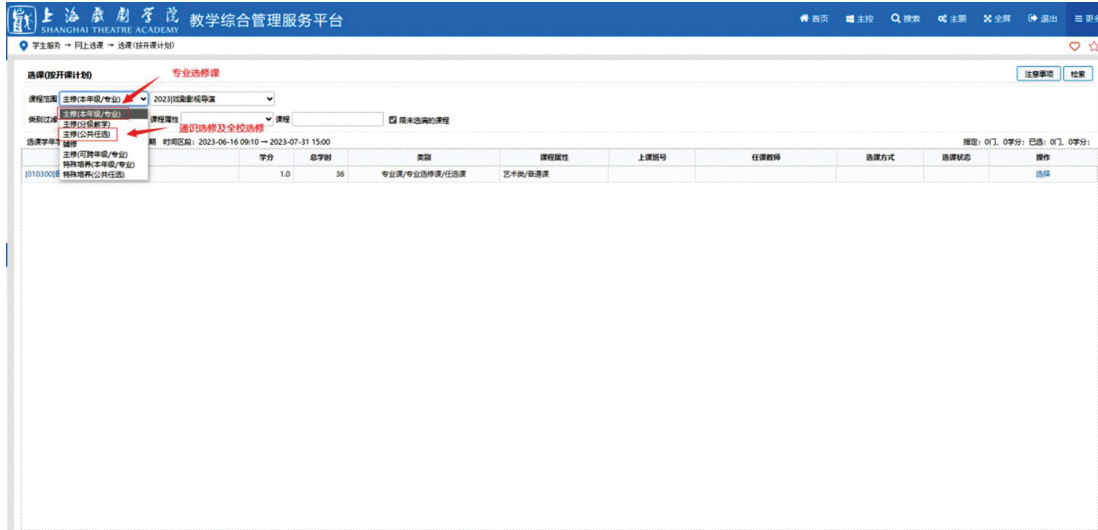 上海戲劇學院 教学综合管理服务平台
SHANGHAI THEATRE ACADEMY
首页 主控 搜索 主题 全屏 退出
学生服务 → 网上选课 → 选课(按开课计划)
专业选修课
选课(按开课计划)
注意事项 检索
课程范围 主修(本年级/专业) 2023|戏剧影视导演
主修(本年级/专业)
课程属性 课程 限未选满的课程
主修(分级教学)
通识选修及全校选修
主修(公共任选)
选课学年 期 时间区段: 2023-06-16 09:10 → 2023-07-31 15:00
指定: 0门、0学分; 已选: 0门、0学分;
辅修
主修(可跨年级/专业)
学分 总学时 类别 课程属性 上课班号 任课教师 选课方式 选课状态 操作
特殊培养(本年级/专业)
[010300] 1.0 36 专业课/专业选修课/任选课 艺术类/普通课 选择
特殊培养(公共任选)